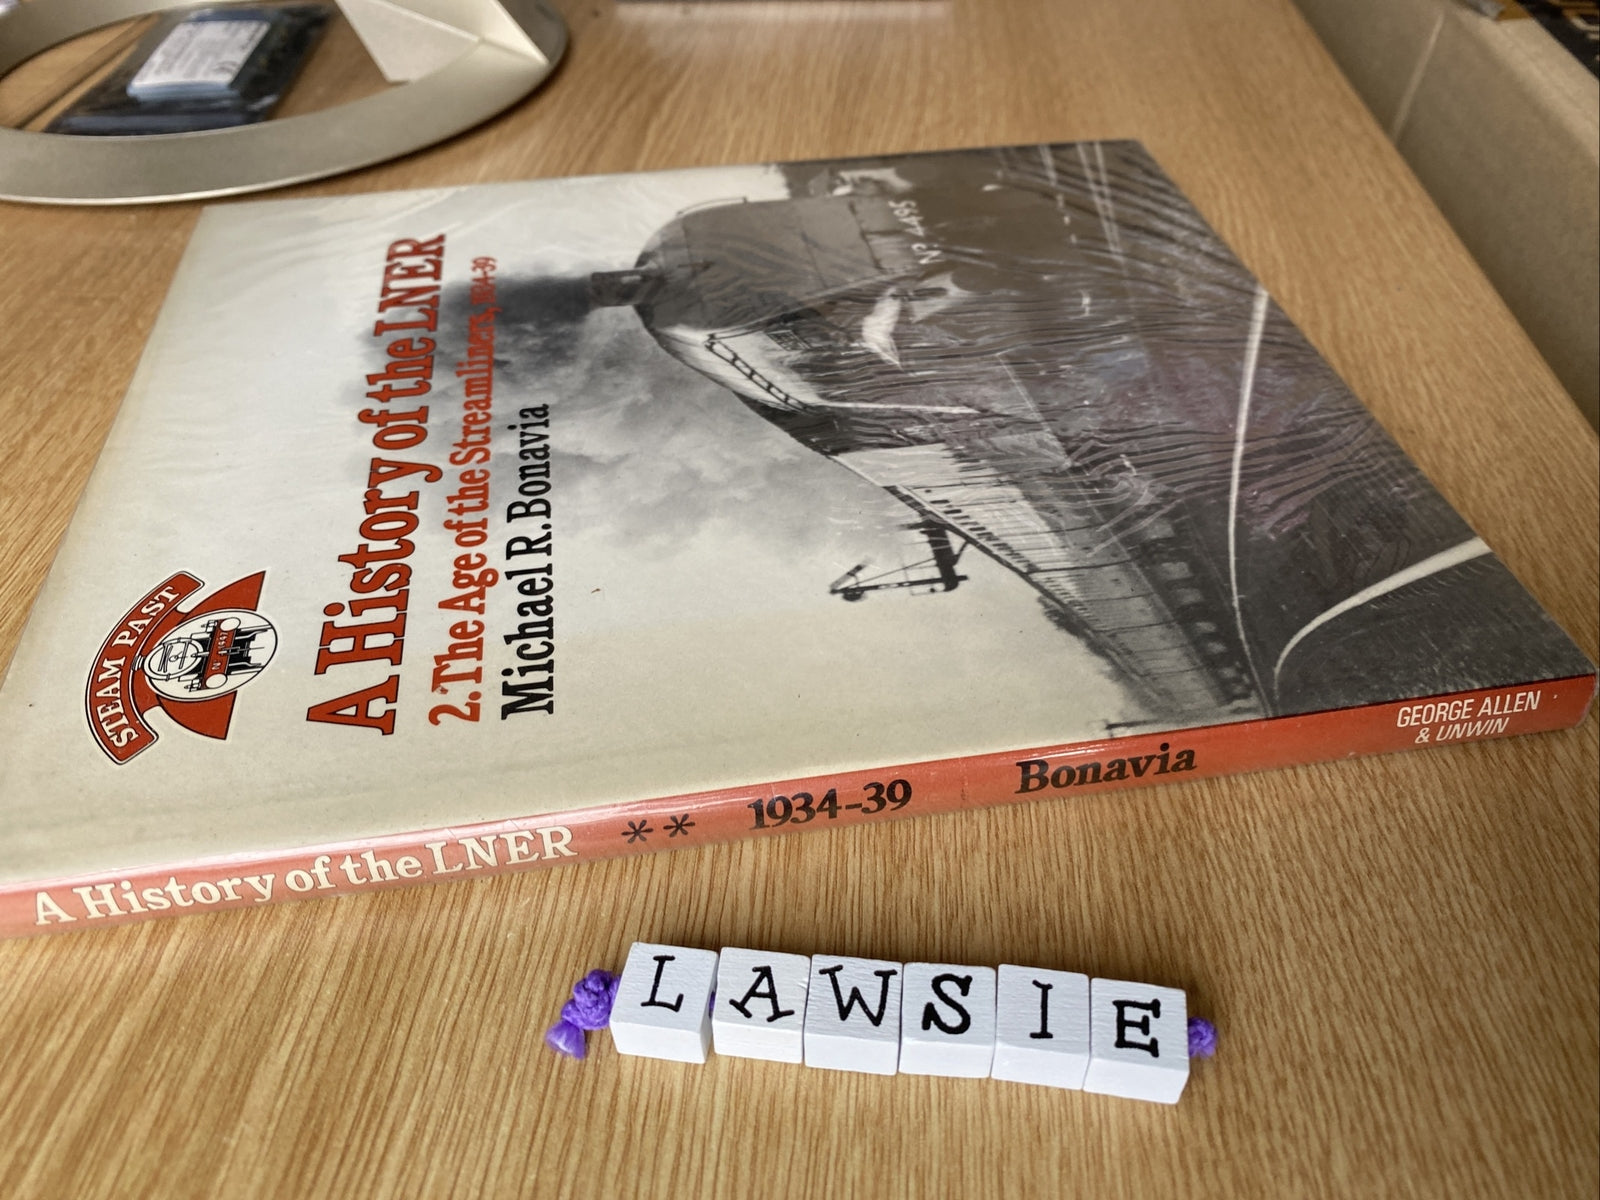 STEAM PAST
A History of the LNER
2. The Age of the Streamliners, 1934-39
Michael R. Bonavia
Nº 4495
A History of the LNER ** 1934-39 Bonavia GEORGE ALLEN
& UNWIN
LAWSIE